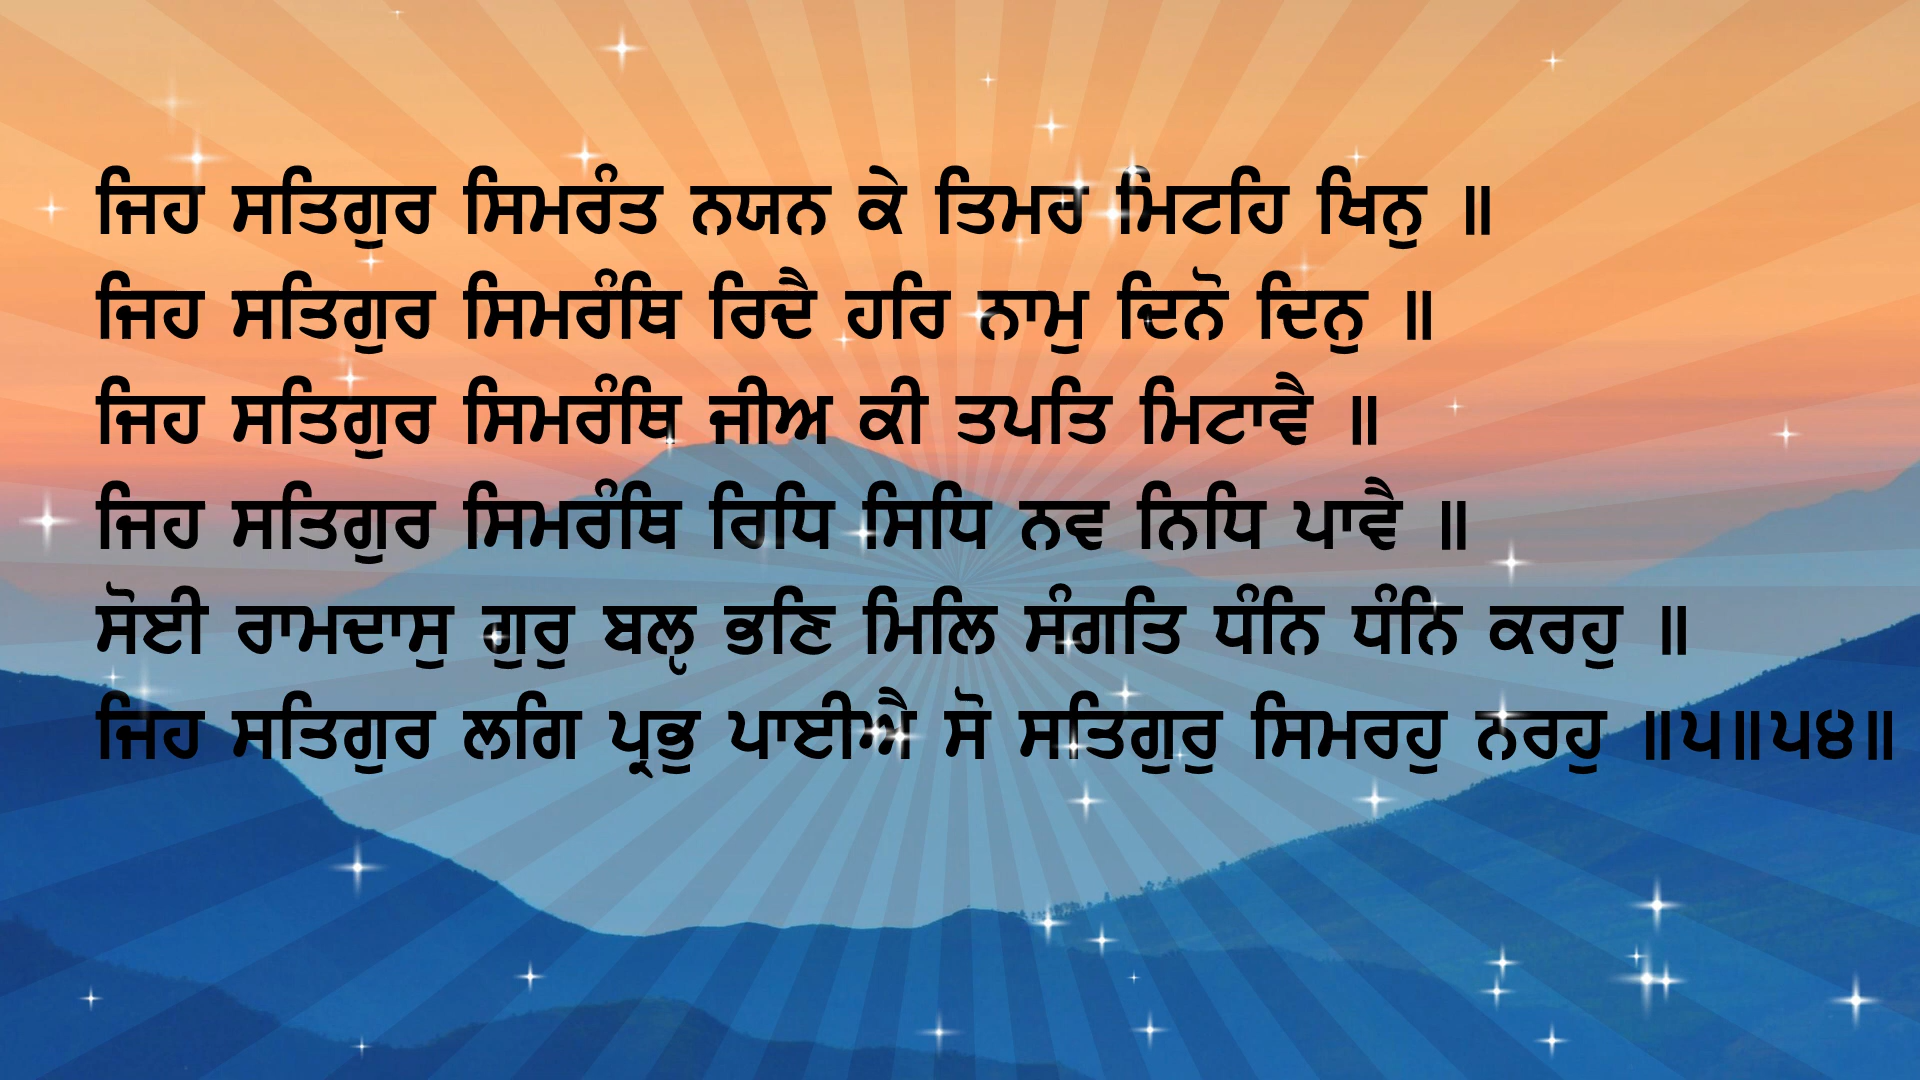 ਜਿਹ ਸਤਿਗੁਰ ਸਿਮਰੰਤ ਨਯਨ ਕੇ ਤਿਮਰ ਮਿਟਹਿ ਖਿਨੁ ॥
ਜਿਹ ਸਤਿਗੁਰ ਸਿਮਰੰਥਿ ਰਿਦੈ ਹਰਿ ਨਾਮੁ ਦਿਨੋ ਦਿਨੁ ॥
ਜਿਹ ਸਤਿਗੁਰ ਸਿਮਰੰਥਿ ਜੀਅ ਕੀ ਤਪਤਿ ਮਿਟਾਵੈ ॥
ਜਿਹ ਸਤਿਗੁਰ ਸਿਮਰੰਥਿ ਰਿਧਿ ਸਿਧਿ ਨਵ ਨਿਧਿ ਪਾਵੈ ॥
ਸੋਈ ਰਾਮਦਾਸੁ ਗੁਰੁ ਬਲੵ ਭਣਿ ਮਿਲਿ ਸੰਗਤਿ ਧੰਨਿ ਧੰਨਿ ਕਰਹੁ ॥
ਜਿਹ ਸਤਿਗੁਰ ਲਗਿ ਪ੍ਰਭੁ ਪਾਈਐ ਸੋ ਸਤਿਗੁਰੁ ਸਿਮਰਹੁ ਨਰਹੁ ॥੫॥੫੪॥